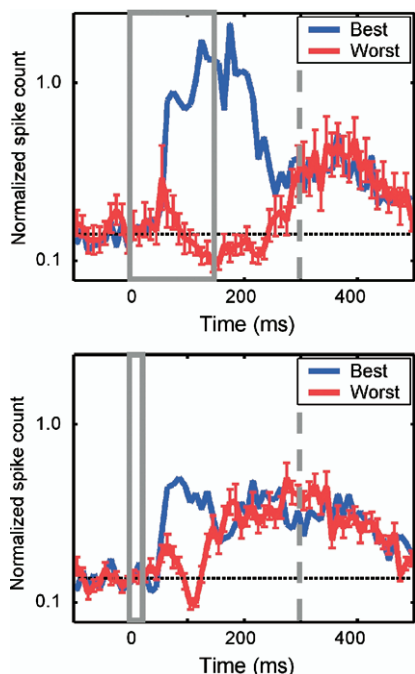 Best
Worst
1.0
0.1
Normalized spike count
0
200
400
Time (ms)
Best
Worst
1.0
0.1
Normalized spike count
0
200
400
Time (ms)